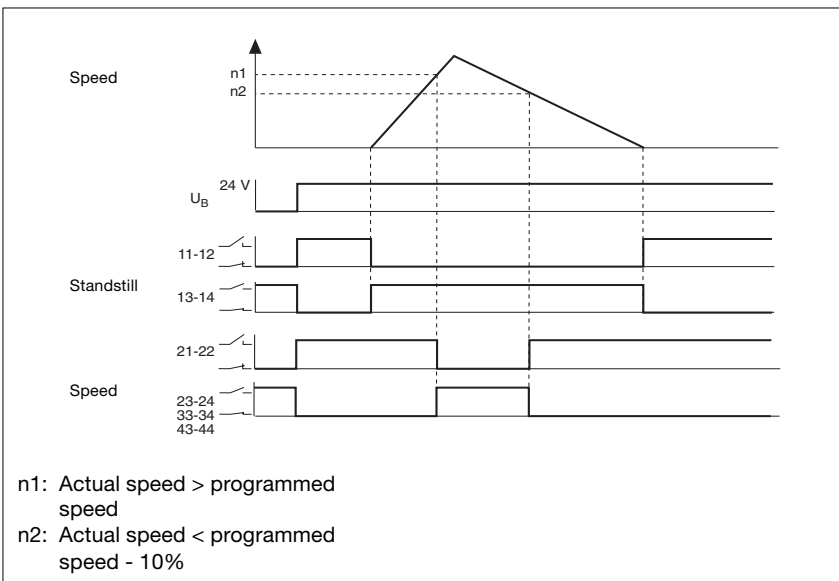 Speed
n1
n2
24 V
UB
11-12
Standstill
13-14
21-22
Speed
23-24
33-34
43-44
n1: Actual speed > programmed
speed
n2: Actual speed < programmed
speed - 10%